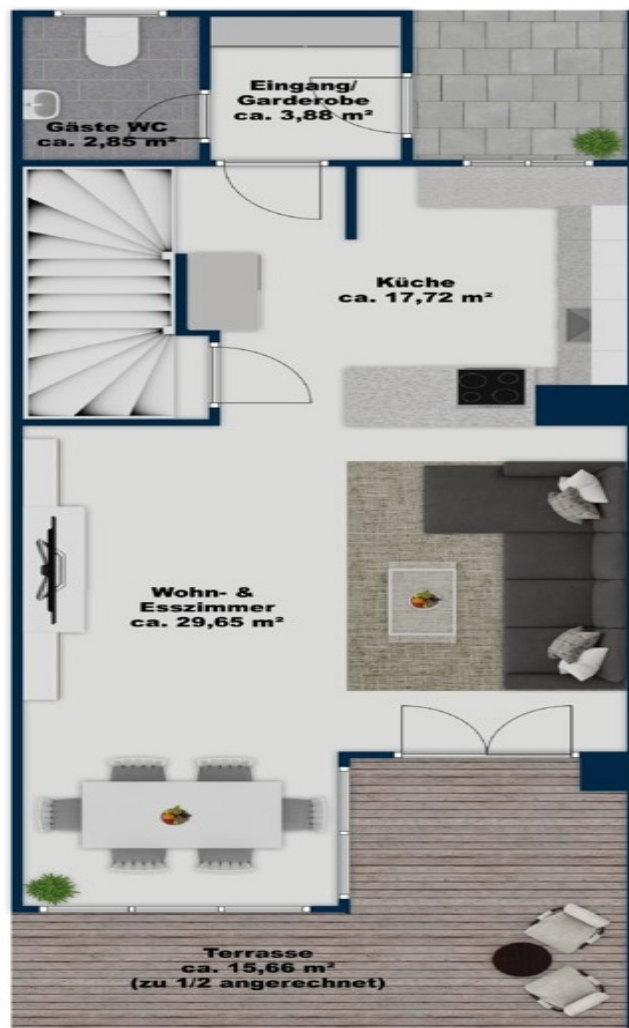 Eingang/
Garderobe
ca. 3,88 m²
Gäste WC
ca. 2,85 m²
Küche
ca. 17,72 m²
Wohn- &
Esszimmer
ca. 29,65 m²
Terrasse
ca. 15,66 m²
(zu 1/2 angerechnet)